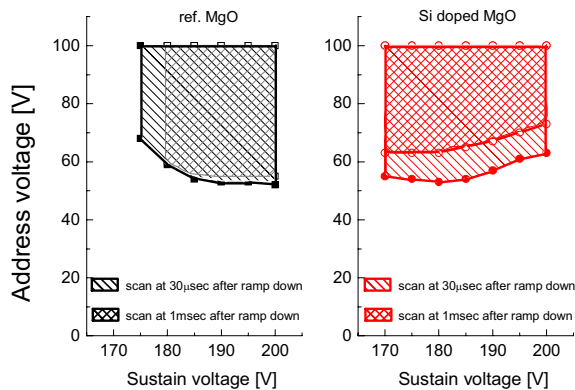 ref. MgO
Si doped MgO
Address voltage [V]
100
80
60
40
20
0
scan at 30μsec after ramp down
scan at 1msec after ramp down
170 180 190 200
Sustain voltage [V]
100
80
60
40
20
0
scan at 30μsec after ramp down
scan at 1msec after ramp down
170 180 190 200
Sustain voltage [V]